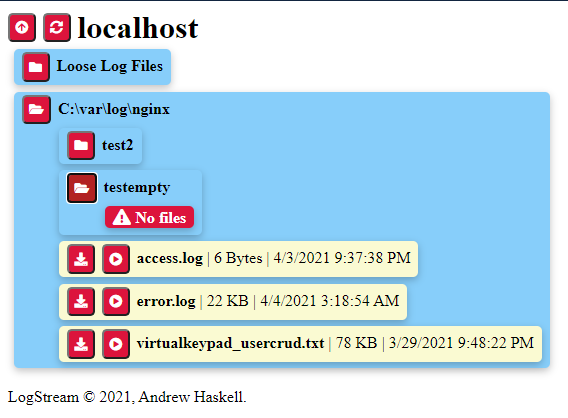 localhost
Loose Log Files
C:\var\log\nginx
test2
testempty
No files
access.log | 6 Bytes | 4/3/2021 9:37:38 PM
error.log | 22 KB | 4/4/2021 3:18:54 AM
virtualkeypad_usercrud.txt | 78 KB | 3/29/2021 9:48:22 PM
LogStream © 2021, Andrew Haskell.